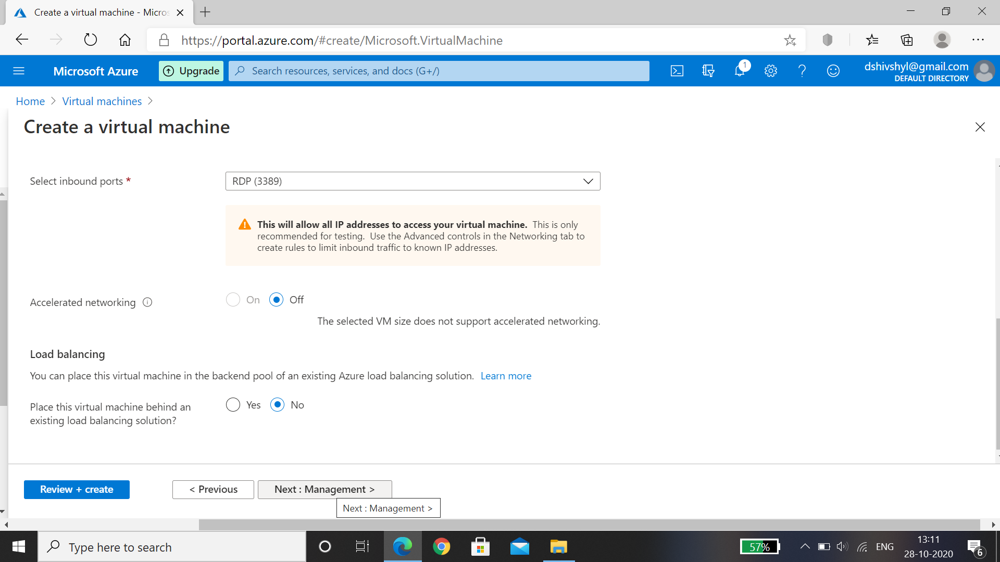 Create a virtual machine - Micros
https://portal.azure.com/#create/Microsoft.VirtualMachine
Microsoft Azure
Upgrade
Search resources, services, and docs (G+/)
1
dshivshyl@gmail.com
DEFAULT DIRECTORY
Home > Virtual machines >
Create a virtual machine
Select inbound ports *
RDP (3389)
This will allow all IP addresses to access your virtual machine. This is only
recommended for testing. Use the Advanced controls in the Networking tab to
create rules to limit inbound traffic to known IP addresses.
Accelerated networking
On
Off
The selected VM size does not support accelerated networking.
Load balancing
You can place this virtual machine in the backend pool of an existing Azure load balancing solution. Learn more
Place this virtual machine behind an
existing load balancing solution?
Yes
No
Review + create
< Previous
Next : Management >
Next : Management >
Type here to search
57%
ENG
13:11
28-10-2020
6